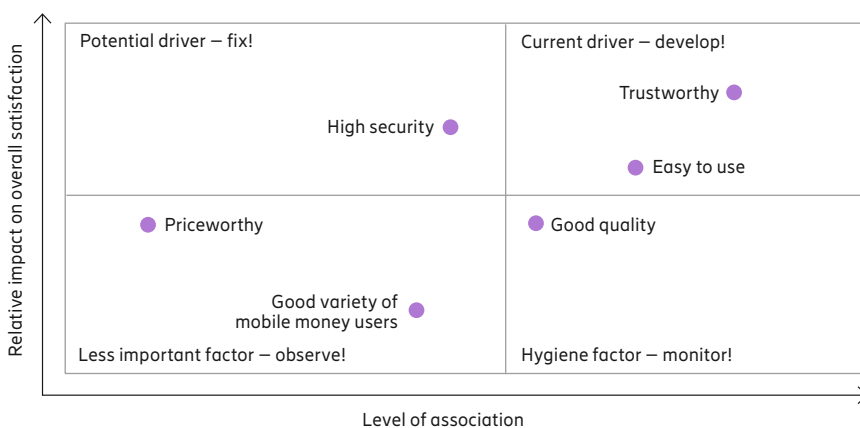 Relative impact on overall satisfaction
Potential driver – fix!
Current driver – develop!
Trustworthy
High security
Easy to use
Priceworthy
Good quality
Good variety of
mobile money users
Less important factor – observe!
Hygiene factor – monitor!
Level of association